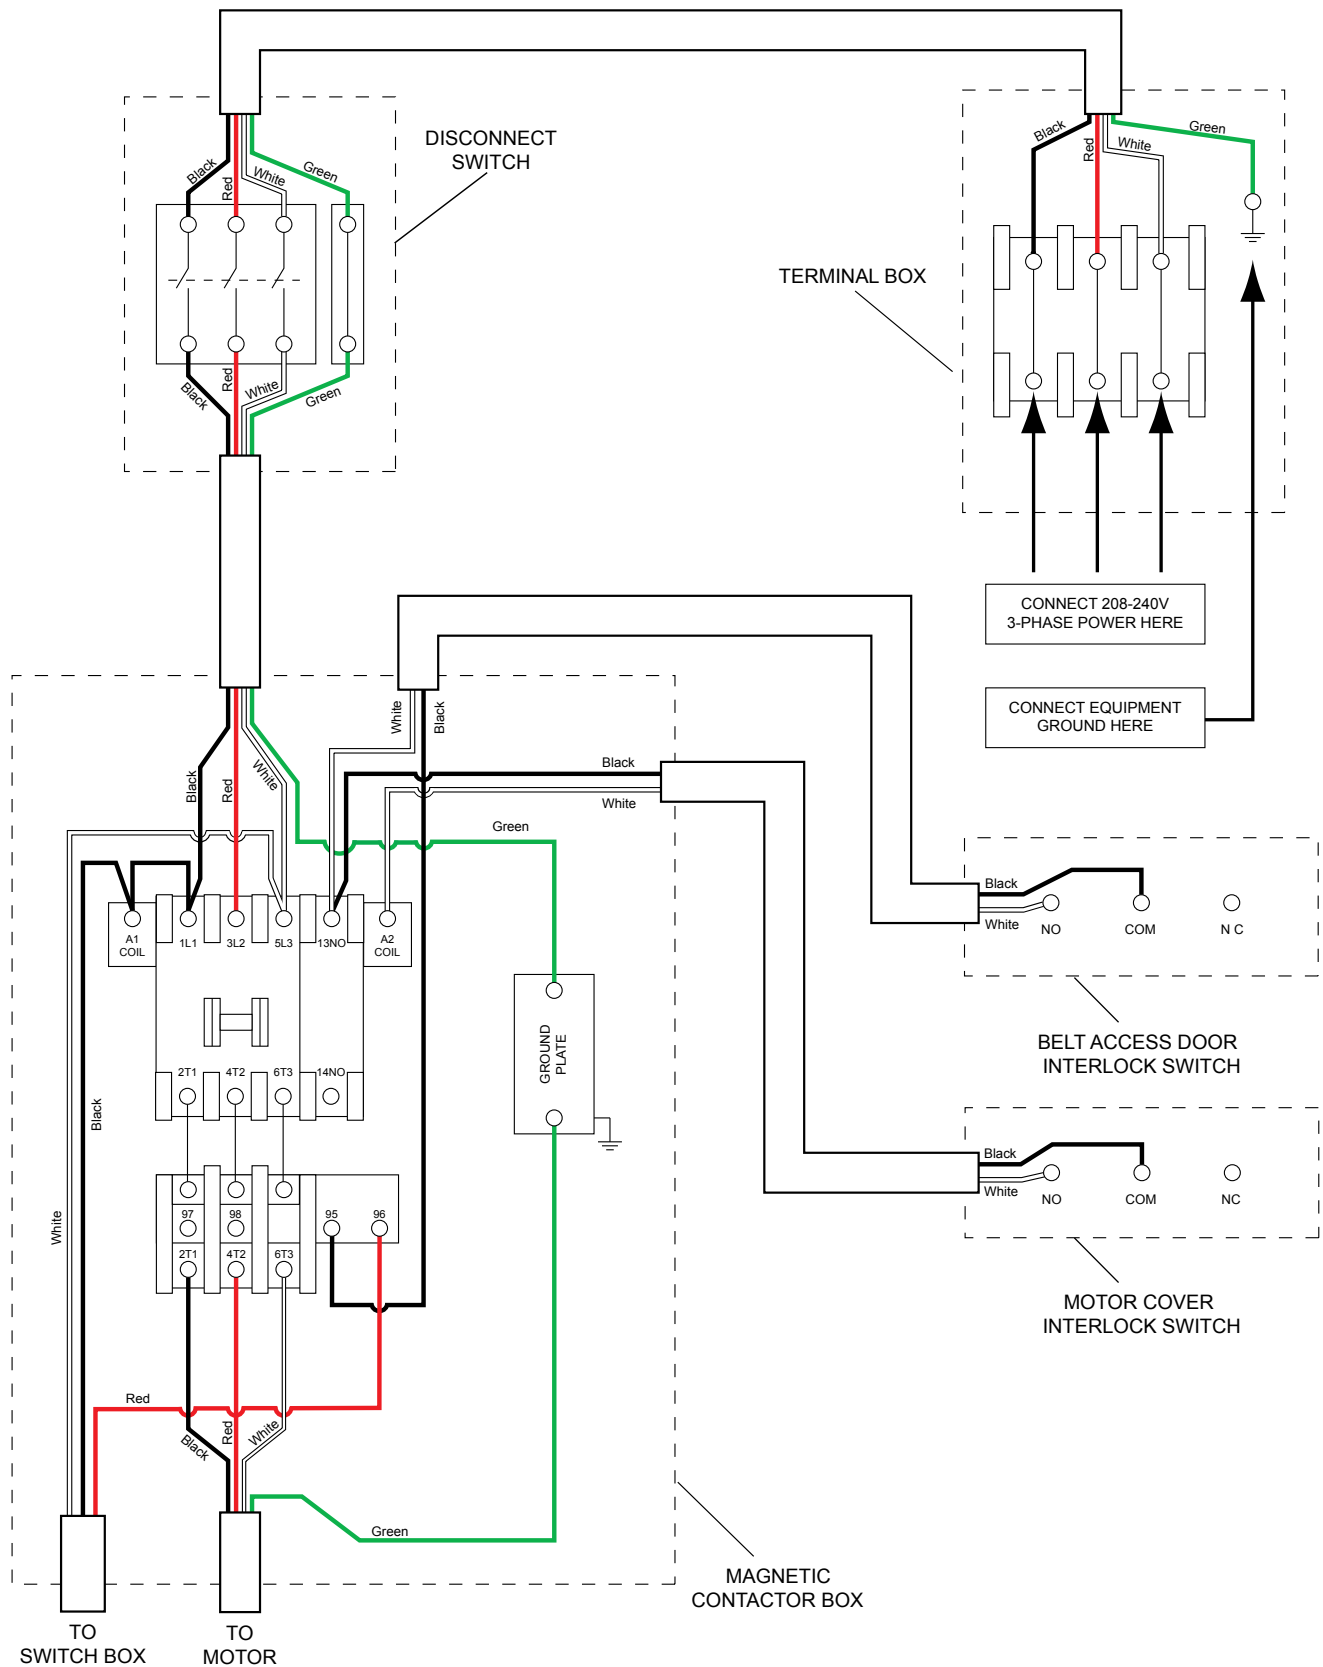 DISCONNECT
SWITCH
Black
Red
White
Green
Black
Red
White
Green
Black
Red
White
Green
TERMINAL BOX
CONNECT 208-240V
3-PHASE POWER HERE
CONNECT EQUIPMENT
GROUND HERE
White
Black
Black
Red
White
Black
White
Green
A1
COIL
1L1
3L2
5L3
13NO
A2
COIL
2T1
4T2
6T3
14NO
GROUND
PLATE
Black
White
97
98
95
96
2T1
4T2
6T3
Red
Black
Red
White
Green
Black
White
NO
COM
N C
BELT ACCESS DOOR
INTERLOCK SWITCH
Black
White
NO
COM
NC
MOTOR COVER
INTERLOCK SWITCH
MAGNETIC
CONTACTOR BOX
TO
SWITCH BOX
TO
MOTOR